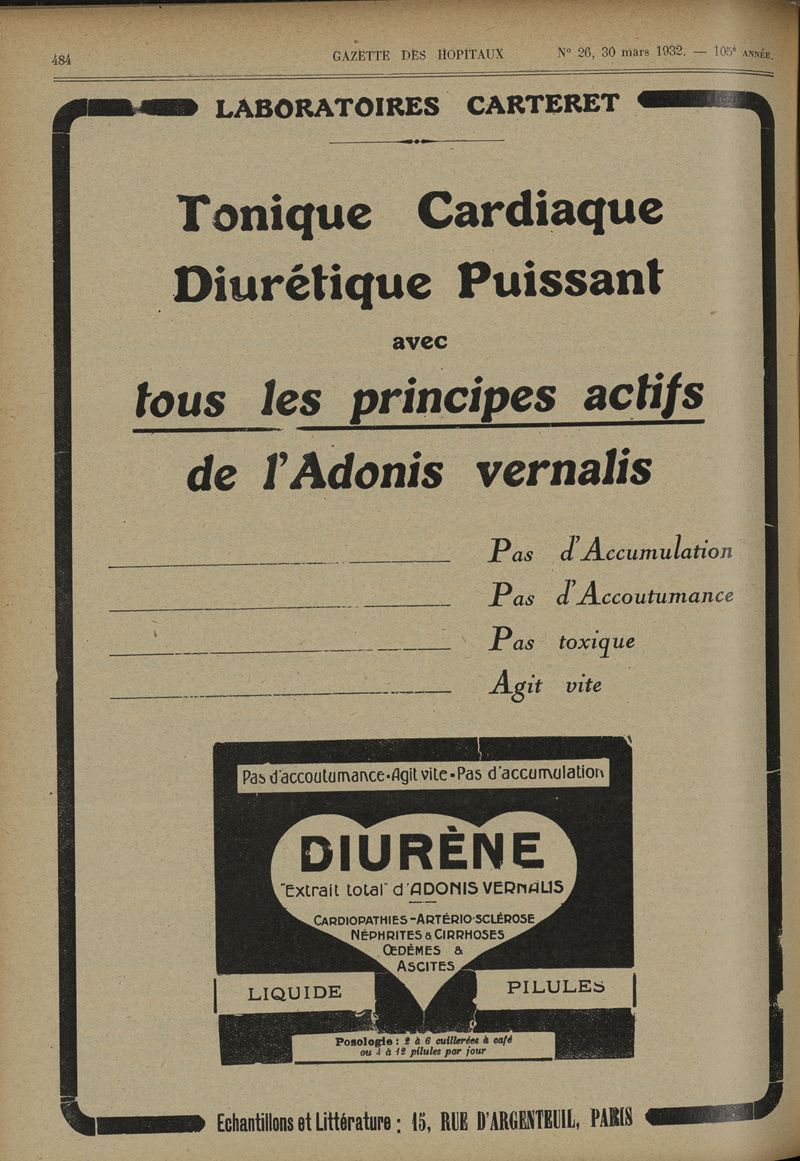 484 GAZETTE DES HOPITAUX N° 26, 30 mars 1932. — 105e ANNÉE.
LABORATOIRES CARTERET
Tonique Cardiaque
Diurétique Puissant
avec
tous les principes actifs
de l'Adonis vernalis
Pas d'Accumulation
Pas d'Accoutumance
Pas toxique
Agit vite
Pas d'accoutumance-Agit vite-Pas d'accumulation
DIURÈNE
"Extrait total" d'ADONIS VERNALIS
CARDIOPATHIES-ARTÉRIO-SCLÉROSE
NÉPHRITES & CIRRHOSES
ŒDÈMES &
ASCITES
LIQUIDE PILULES
Posologie : 2 à 6 cuillerées à café
ou 4 à 12 pilules par jour
Echantillons et Littérature : 15, RUE D'ARGENTEUIL, PARIS